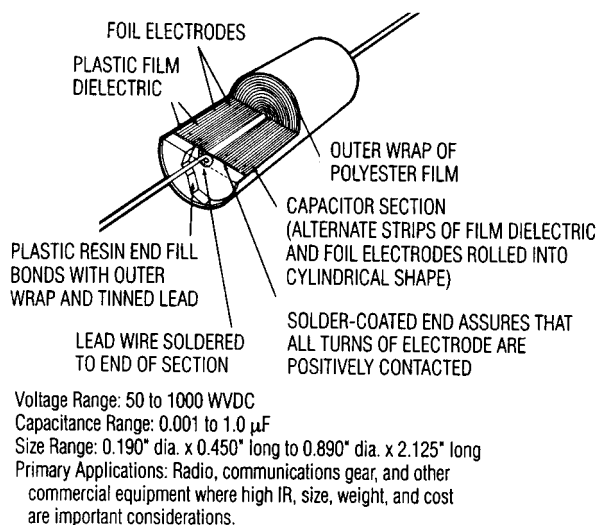 FOIL ELECTRODES
PLASTIC FILM
DIELECTRIC
OUTER WRAP OF
POLYESTER FILM
CAPACITOR SECTION
(ALTERNATE STRIPS OF FILM DIELECTRIC
AND FOIL ELECTRODES ROLLED INTO
CYLINDRICAL SHAPE)
PLASTIC RESIN END FILL
BONDS WITH OUTER
WRAP AND TINNED LEAD
SOLDER-COATED END ASSURES THAT
ALL TURNS OF ELECTRODE ARE
POSITIVELY CONTACTED
LEAD WIRE SOLDERED
TO END OF SECTION
Voltage Range: 50 to 1000 WVDC
Capacitance Range: 0.001 to 1.0 μF
Size Range: 0.190" dia. x 0.450" long to 0.890" dia. x 2.125" long
Primary Applications: Radio, communications gear, and other
commercial equipment where high IR, size, weight, and cost
are important considerations.